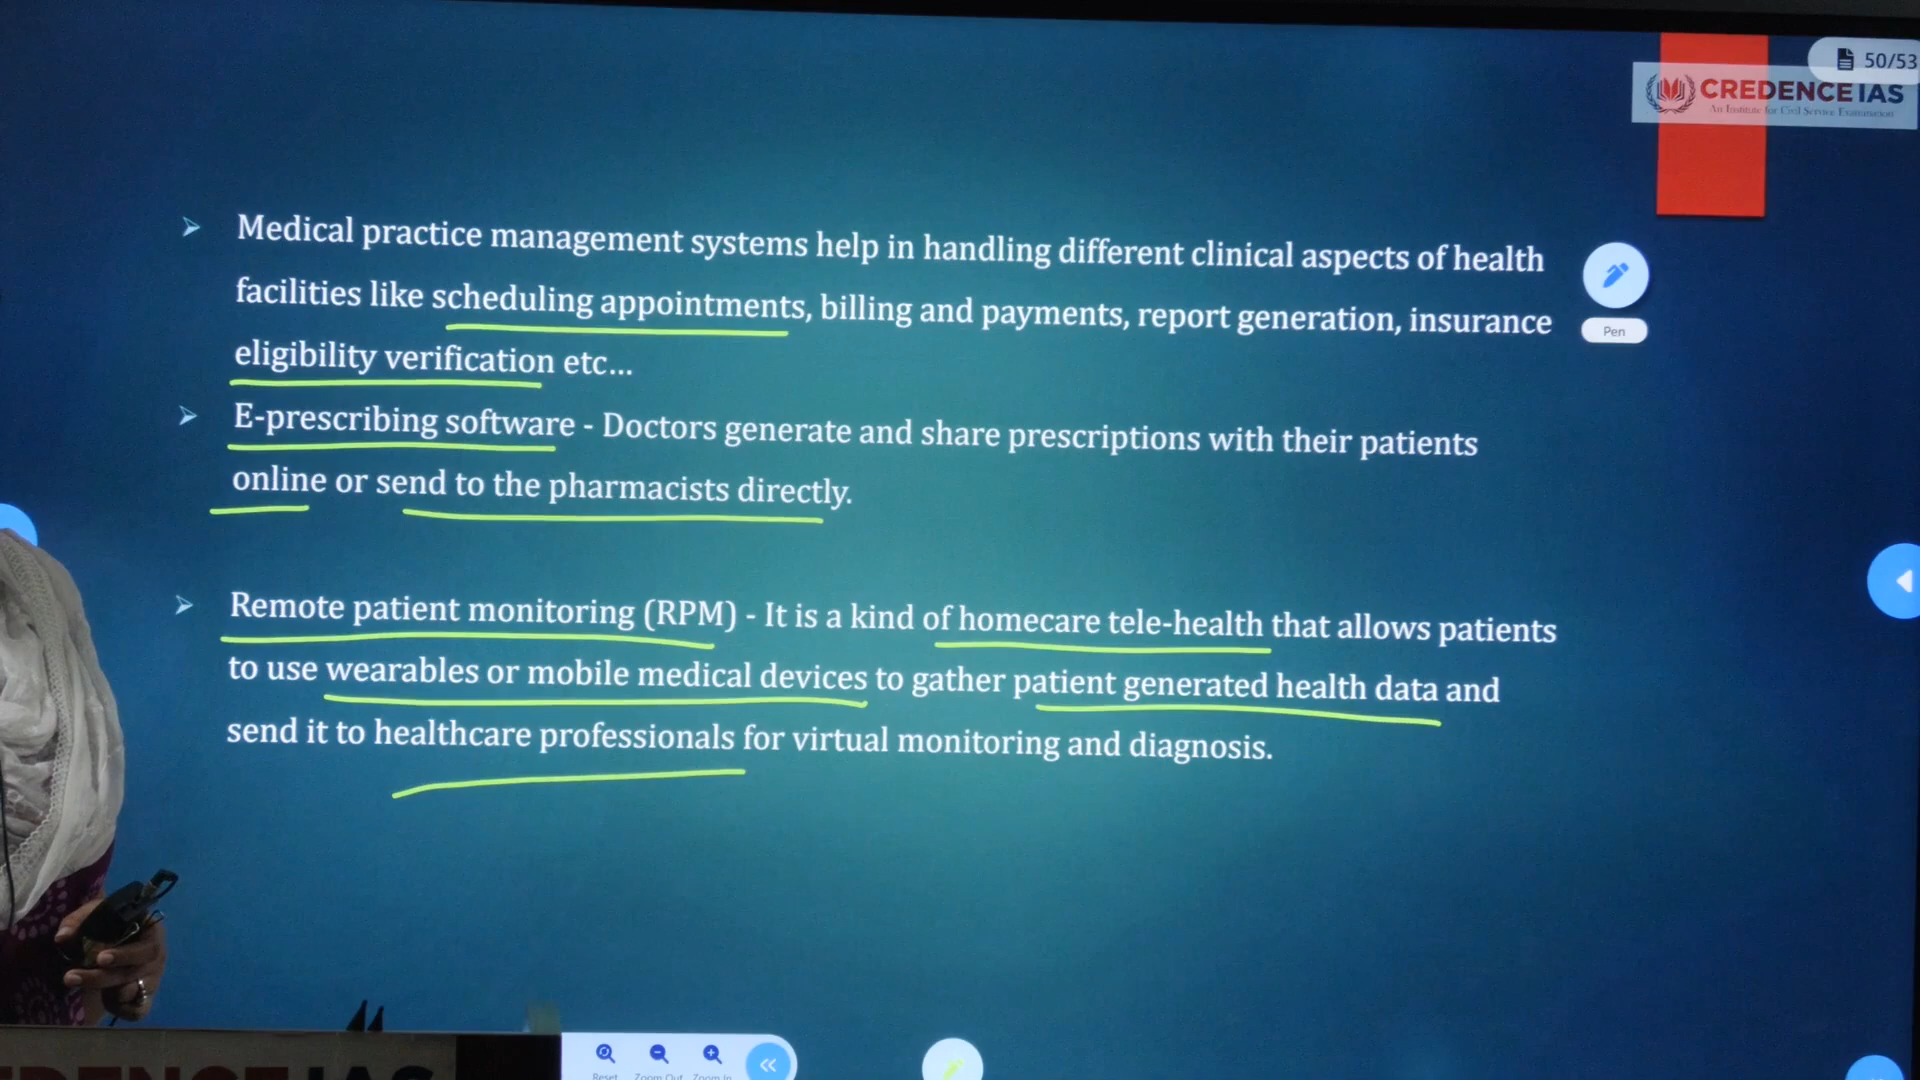 50/53
CREDENCE IAS
An Institute for Civil Service Examination
Medical practice management systems help in handling different clinical aspects of health
facilities like scheduling appointments, billing and payments, report generation, insurance
eligibility verification etc...
Pen
E-prescribing software - Doctors generate and share prescriptions with their patients
online or send to the pharmacists directly.
Remote patient monitoring (RPM) - It is a kind of homecare tele-health that allows patients
to use wearables or mobile medical devices to gather patient generated health data and
send it to healthcare professionals for virtual monitoring and diagnosis.
Reset Zoom Out Zoom In